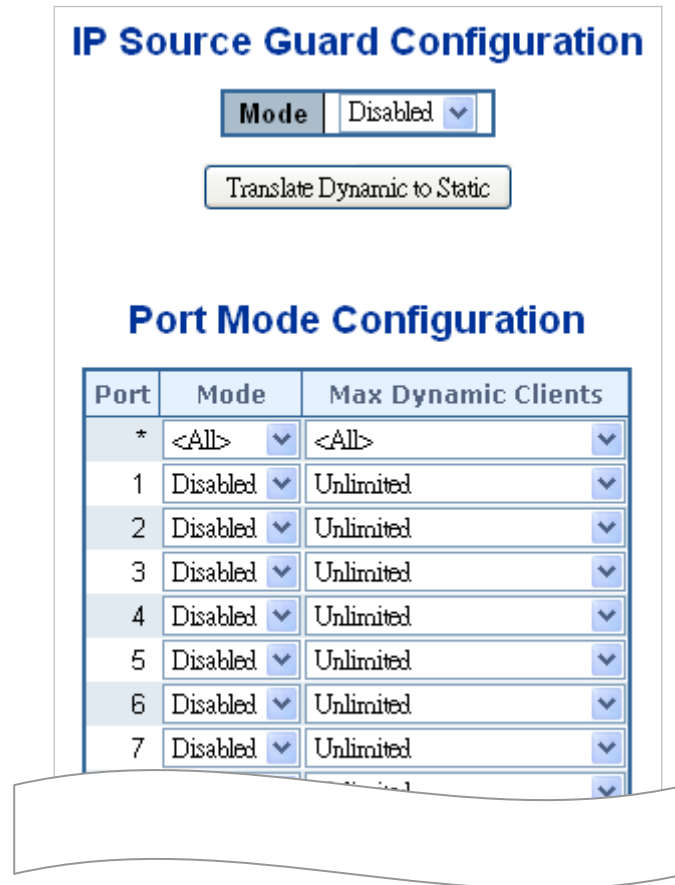 IP Source Guard Configuration
Mode Disabled
Translate Dynamic to Static
Port Mode Configuration
Port Mode Max Dynamic Clients
* <All> <All>
1 Disabled Unlimited
2 Disabled Unlimited
3 Disabled Unlimited
4 Disabled Unlimited
5 Disabled Unlimited
6 Disabled Unlimited
7 Disabled Unlimited